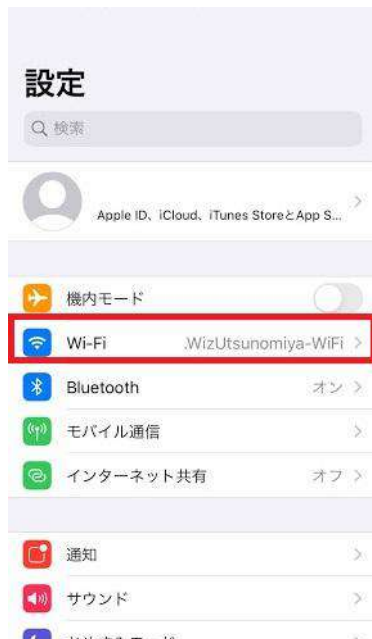 設定
検索
Apple ID、iCloud、iTunes StoreとApp S...
機内モード
Wi-Fi .WizUtsunomiya-WiFi
Bluetooth オン
モバイル通信
インターネット共有 オフ
通知
サウンド